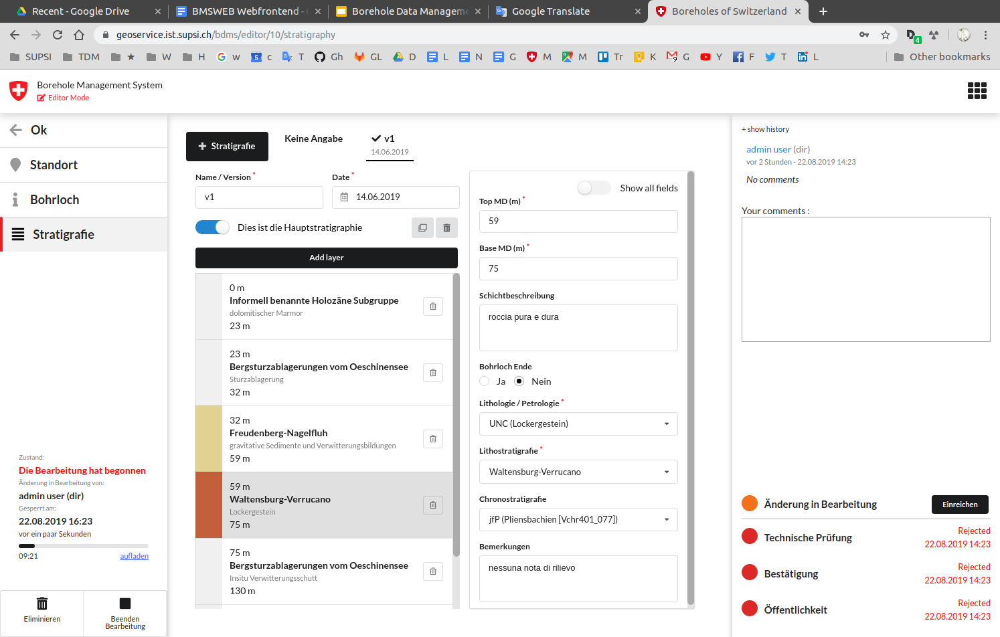 Recent - Google Drive
BMSWEB Webfrontend -
Borehole Data Manageme
Google Translate
Boreholes of Switzerland
geoservice.ist.supsi.ch/bdms/editor/10/stratigraphy
4
SUPSI
TDM
★
W
H
w
5
c
T
Gh
GL
D
L
N
G
M
M
Tr
K
9
G
Y
F
T
L
Other bookmarks
Borehole Management System
Editor Mode
Ok
Standort
Bohrloch
Stratigrafie
Zustand:
Die Bearbeitung hat begonnen
Änderung in Bearbeitung von:
admin user (dir)
Gesperrt am:
22.08.2019 16:23
vor ein paar Sekunden
09:21 aufladen
Eliminieren
Beenden
Bearbeitung
+ Stratigrafie
Keine Angabe
v1
14.06.2019
Name / Version *
v1
Date *
14.06.2019
Dies ist die Hauptstratigraphie
Add layer
0 m
Informell benannte Holozäne Subgruppe
dolomitischer Marmor
23 m
23 m
Bergsturzablagerungen vom Oeschinensee
Sturzablagerung
32 m
32 m
Freudenberg-Nagelfluh
gravitative Sedimente und Verwitterungsbildungen
59 m
59 m
Waltensburg-Verrucano
Lockergestein
75 m
75 m
Bergsturzablagerungen vom Oeschinensee
Insitu Verwitterungsschutt
130 m
Show all fields
Top MD (m) *
59
Base MD (m) *
75
Schichtbeschreibung
roccia pura e dura
Bohrloch Ende
Ja Nein
Lithologie / Petrologie *
UNC (Lockergestein)
Lithostratigrafie *
Waltensburg-Verrucano
Chronostratigrafie
jfP (Pliensbachien [Vchr401_077])
Bemerkungen
nessuna nota di rilievo
+ show history
admin user (dir)
vor 2 Stunden - 22.08.2019 14:23
No comments
Your comments :
Änderung in Bearbeitung
Einreichen
Technische Prüfung
Rejected
22.08.2019 14:23
Bestätigung
Rejected
22.08.2019 14:23
Öffentlichkeit
Rejected
22.08.2019 14:23